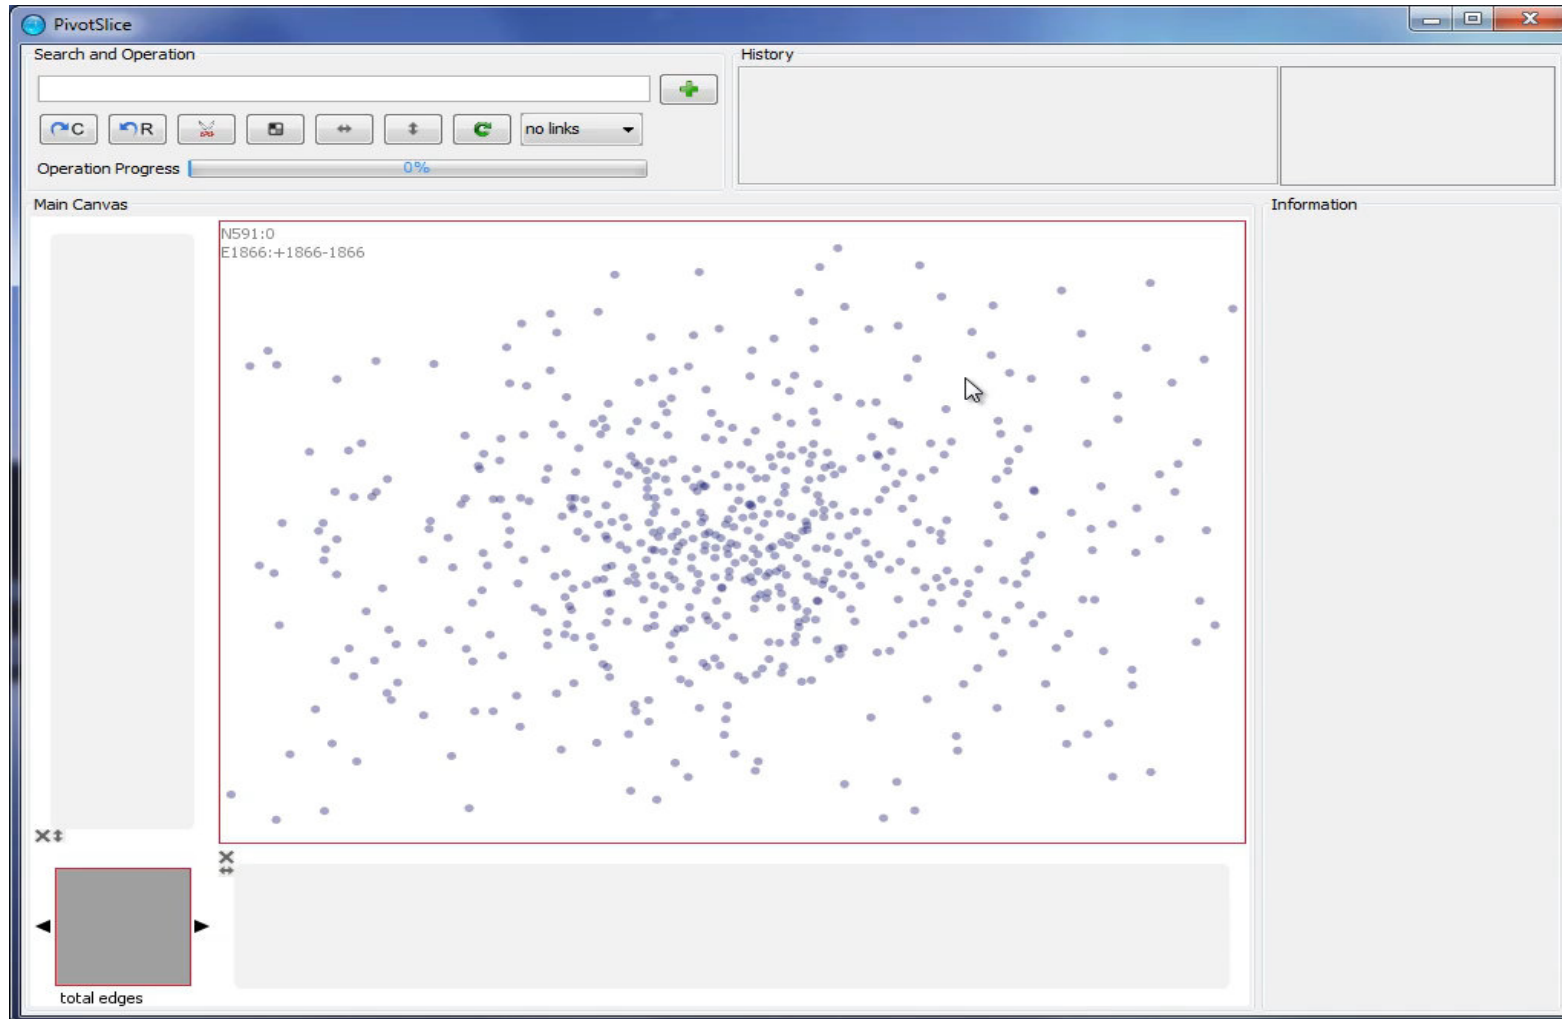 PivotSlice
Search and Operation
History
C
R
no links
Operation Progress
0%
Main Canvas
Information
N591:0
E1866:+1866-1866
total edges